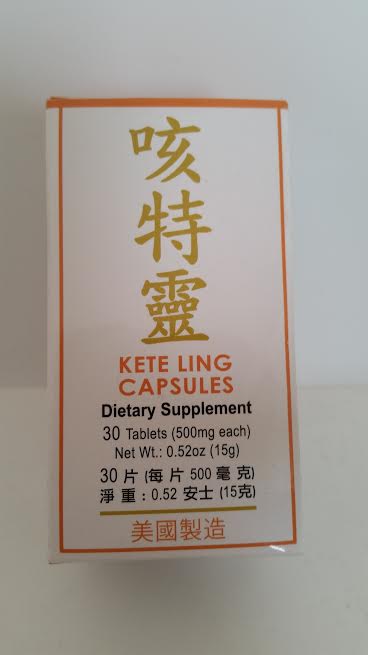 咳特靈
KETE LING
CAPSULES
Dietary Supplement
30 Tablets (500mg each)
Net Wt.: 0.52oz (15g)
30 片 (每 片 500 毫 克)
淨 重 : 0.52 安士 (15克)
美國製造